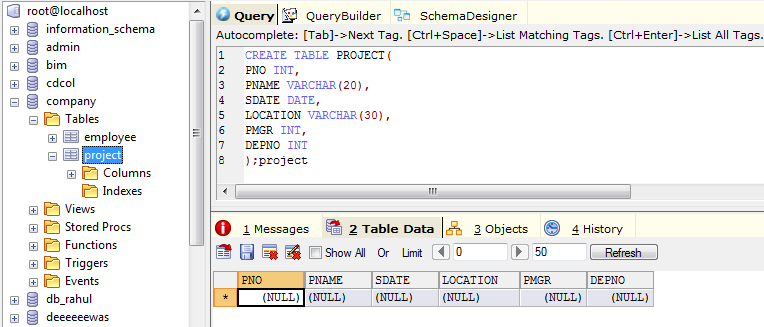 root@localhost
information_schema
admin
bim
cdcol
company
Tables
employee
project
Columns
Indexes
Views
Stored Procs
Functions
Triggers
Events
db_rahul
deeeeeewas
Query QueryBuilder SchemaDesigner
Autocomplete: [Tab]->Next Tag. [Ctrl+Space]->List Matching Tags. [Ctrl+Enter]->List All Tags.
1 CREATE TABLE PROJECT(
2 PNO INT,
3 PNAME VARCHAR(20),
4 SDATE DATE,
5 LOCATION VARCHAR(30),
6 PMGR INT,
7 DEPNO INT
8 );project
1 Messages 2 Table Data 3 Objects 4 History
Show All Or Limit 0 50 Refresh
PNO PNAME SDATE LOCATION PMGR DEPNO
* (NULL) (NULL) (NULL) (NULL) (NULL) (NULL)